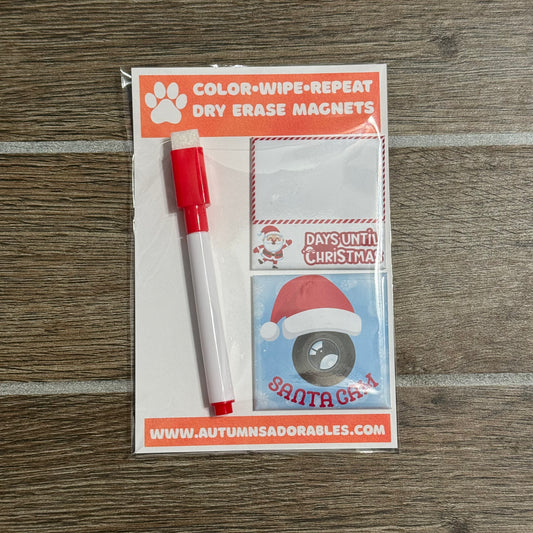 COLOR•WIPE•REPEAT
DRY ERASE MAGNETS
DAYS UNTIL
CHRISTMAS
SANTA CAM
WWW.AUTUMNSADORABLES.COM